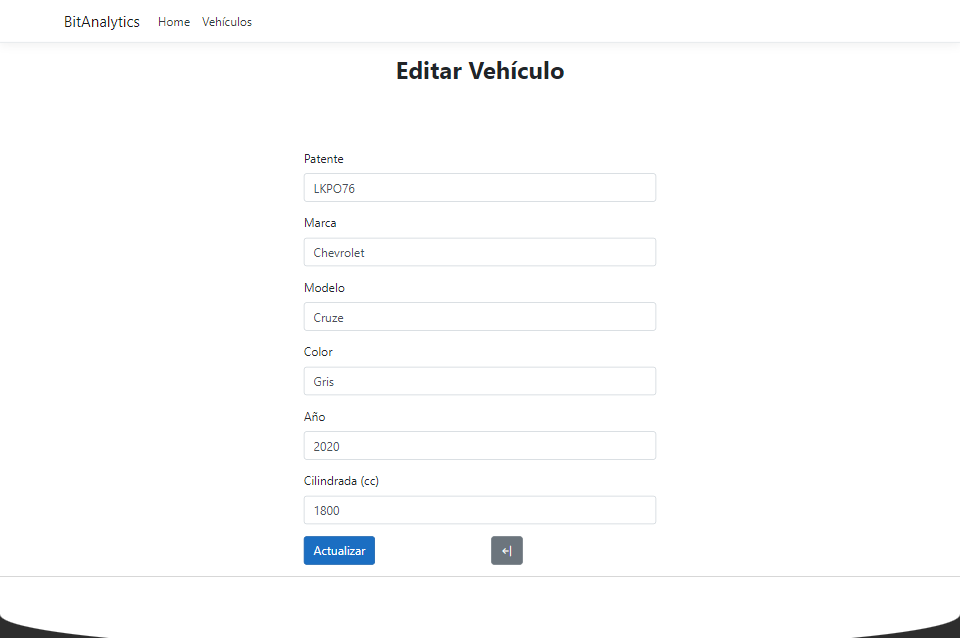 BitAnalytics Home Vehículos
Editar Vehículo
Patente
LKPO76
Marca
Chevrolet
Modelo
Cruze
Color
Gris
Año
2020
Cilindrada (cc)
1800
Actualizar